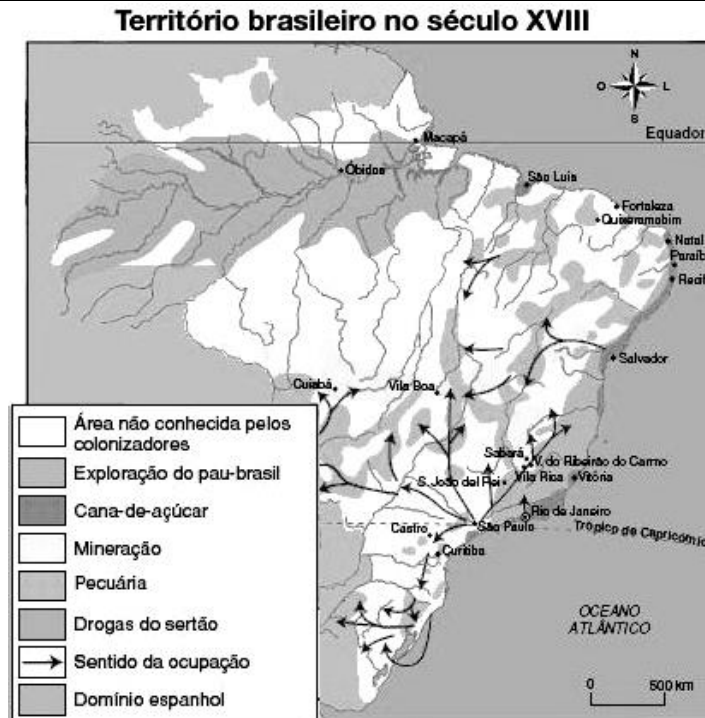 Território brasileiro no século XVIII
N
O
L
S
Equador
Macapá
Óbidos
São Luís
Fortaleza
Quixeramobim
Natal
Paraíb
Recif
Salvador
Cuiabá
Vila Boa
Sabará
V. do Ribeirão do Carmo
S. João del Rei
Vila Rica
Vitória
Rio de Janeiro
São Paulo
Trópico de Capricórnio
Castro
Curitiba
OCEANO
ATLÂNTICO
0 500 km
Área não conhecida pelos
colonizadores
Exploração do pau-brasil
Cana-de-açúcar
Mineração
Pecuária
Drogas do sertão
Sentido da ocupação
Domínio espanhol